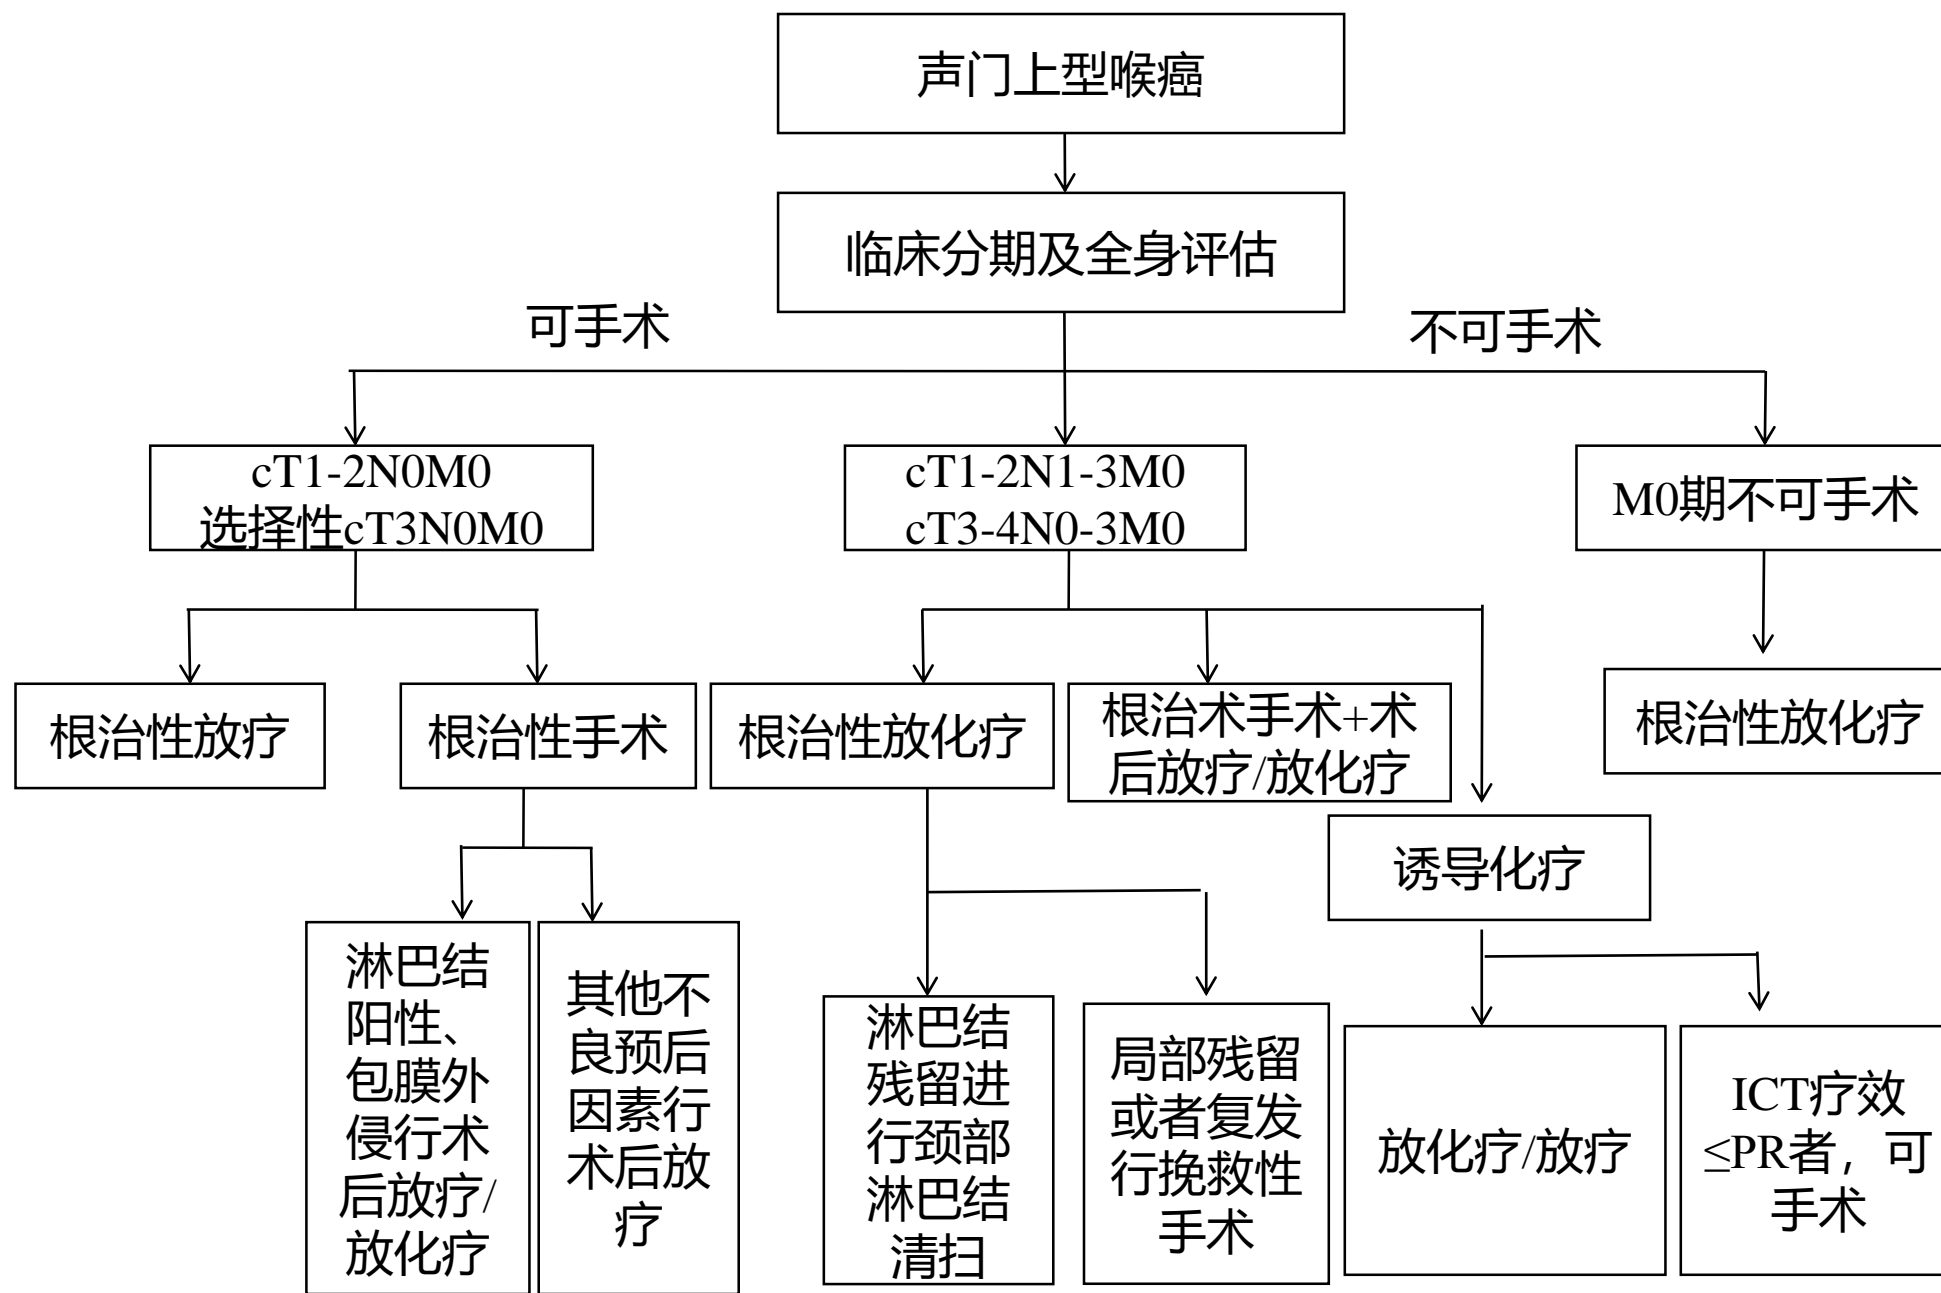 声门上型喉癌
临床分期及全身评估
可手术
不可手术
cT1-2N0M0
选择性cT3N0M0
cT1-2N1-3M0
cT3-4N0-3M0
M0期不可手术
根治性放疗
根治性手术
根治性放化疗
根治术手术+术
后放疗/放化疗
根治性放化疗
诱导化疗
淋巴结
阳性、
包膜外
侵行术
后放疗/
放化疗
其他不
良预后
因素行
术后放
疗
淋巴结
残留进
行颈部
淋巴结
清扫
局部残留
或者复发
行挽救性
手术
放化疗/放疗
ICT疗效
≤PR者，可
手术